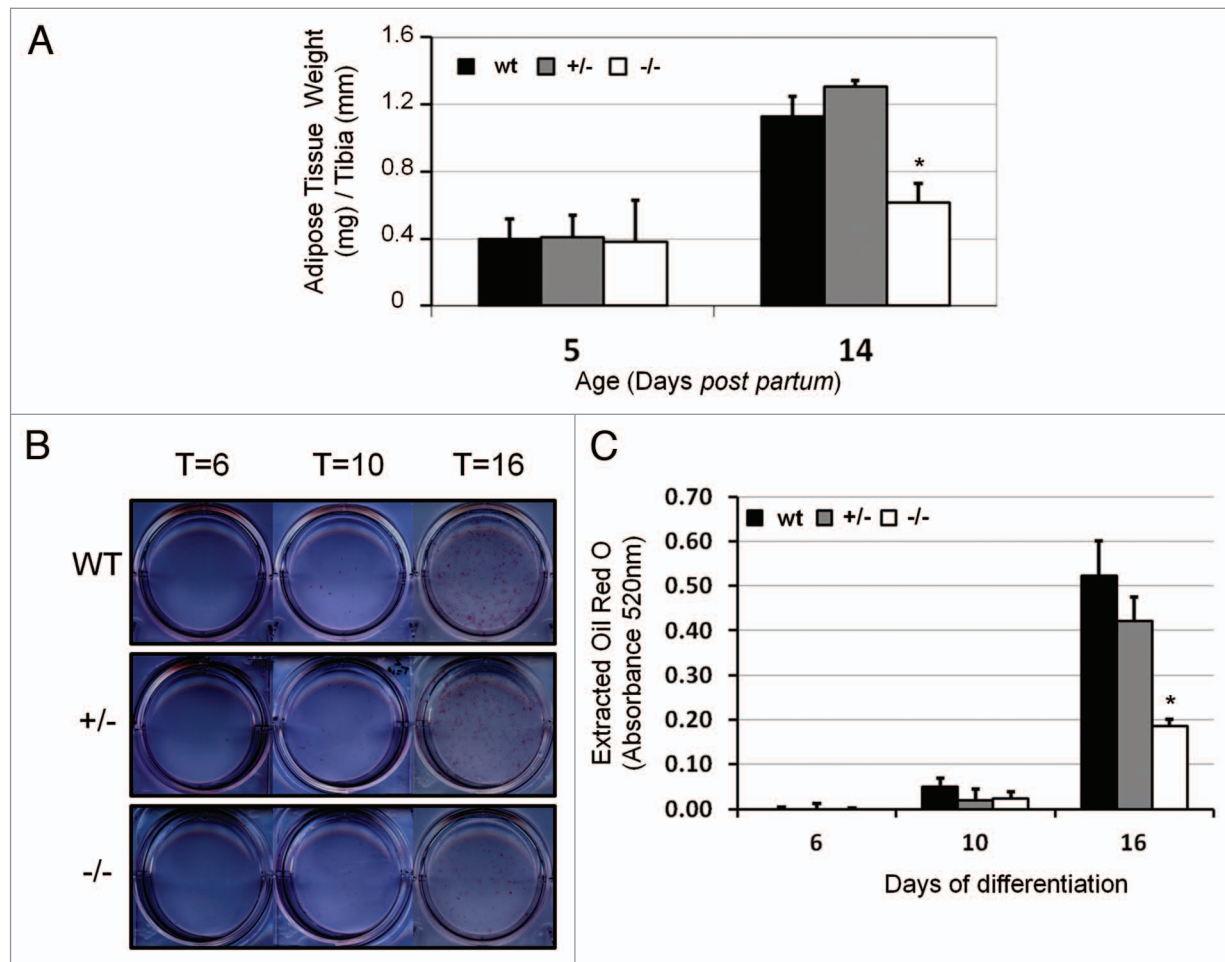 A
Adipose Tissue Weight
(mg) / Tibia (mm)
1.6
1.2
0.8
0.4
0
wt +/- -/-
*
5 14
Age (Days post partum)
B
T=6 T=10 T=16
WT
+/-
-/-
C
Extracted Oil Red O
(Absorbance 520nm)
0.70
0.60
0.50
0.40
0.30
0.20
0.10
0.00
wt +/- -/-
*
6 10 16
Days of differentiation